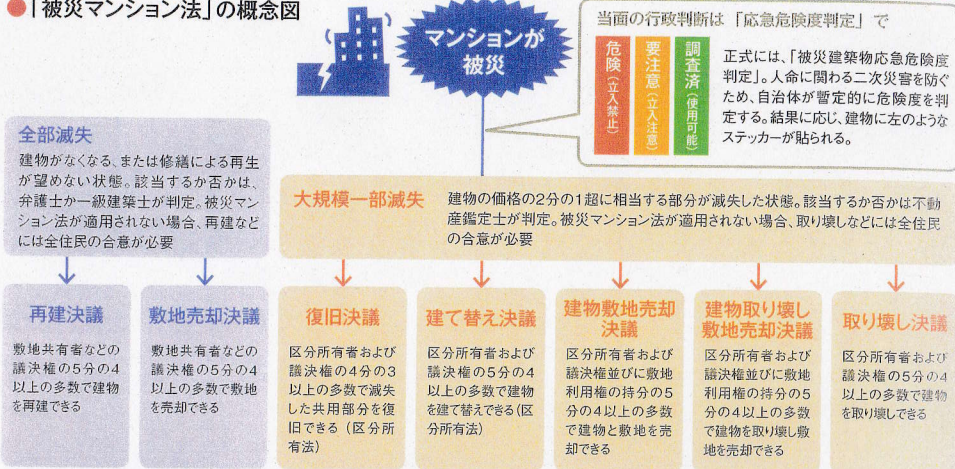 ●「被災マンション法」の概念図
マンションが
被災
当面の行政判断は「応急危険度判定」で
危険(立入禁止)
要注意(立入注意)
調査済(使用可能)
正式には、「被災建築物応急危険度
判定」。人命に関わる二次災害を防ぐ
ため、自治体が暫定的に危険度を判
定する。結果に応じ、建物に左のような
ステッカーが貼られる。
全部滅失
建物がなくなる、または修繕による再生
が望めない状態。該当するか否かは、
弁護士か一級建築士が判定。被災マン
ション法が適用されない場合、再建など
には全住民の合意が必要
大規模一部滅失
建物の価格の2分の1超に相当する部分が滅失した状態。該当するか否かは不動
産鑑定士が判定。被災マンション法が適用されない場合、取り壊しなどには全住民
の合意が必要
再建決議
敷地共有者などの
議決権の5分の4
以上の多数で建物
を再建できる
敷地売却決議
敷地共有者などの
議決権の5分の4
以上の多数で敷地
を売却できる
復旧決議
区分所有者および
議決権の4分の3
以上の多数で滅失
した共用部分を復
旧できる(区分所
有法)
建て替え決議
区分所有者および
議決権の5分の4
以上の多数で建物
を建て替えできる(区
分所有法)
建物敷地売却
決議
区分所有者および
議決権並びに敷地
利用権の持分の5
分の4以上の多数
で建物と敷地を売
却できる
建物取り壊し
敷地売却決議
区分所有者および
議決権並びに敷地
利用権の持分の5
分の4以上の多数
で建物を取り壊し敷
地を売却できる
取り壊し決議
区分所有者および
議決権の5分の4
以上の多数で建物
を取り壊しできる